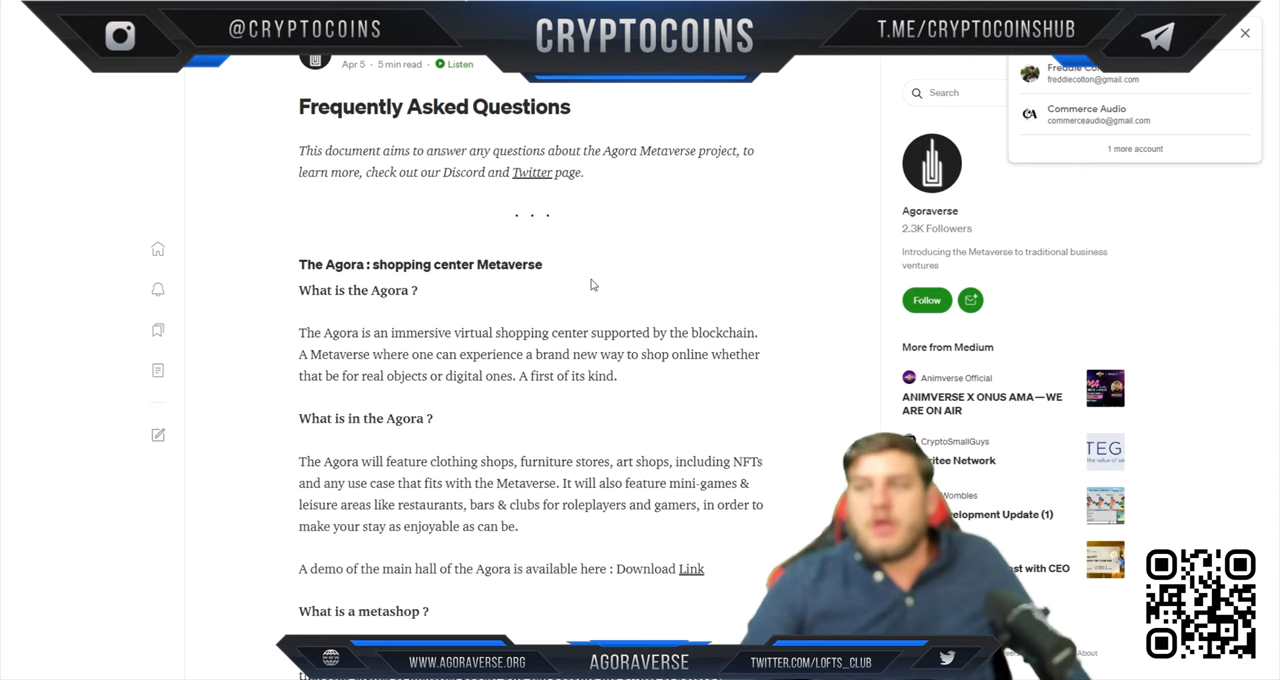 @CRYPTOCOINS
CRYPTOCOINS
T.ME/CRYPTOCOINSHUB
Apr 5 · 5 min read · Listen
Frequently Asked Questions
This document aims to answer any questions about the Agora Metaverse project, to
learn more, check out our Discord and Twitter page.
. . .
The Agora : shopping center Metaverse
What is the Agora ?
The Agora is an immersive virtual shopping center supported by the blockchain.
A Metaverse where one can experience a brand new way to shop online whether
that be for real objects or digital ones. A first of its kind.
What is in the Agora ?
The Agora will feature clothing shops, furniture stores, art shops, including NFTs
and any use case that fits with the Metaverse. It will also feature mini-games &
leisure areas like restaurants, bars & clubs for roleplayers and gamers, in order to
make your stay as enjoyable as can be.
A demo of the main hall of the Agora is available here : Download Link
What is a metashop ?
Freddie
freddiecolton@gmail.com
Commerce Audio
commerceaudio@gmail.com
1 more account
Search
Agoraverse
2.3K Followers
Introducing the Metaverse to traditional business
ventures
Follow
More from Medium
Animverse Official
ANIMVERSE X ONUS AMA — WE
ARE ON AIR
CryptoSmallGuys
Network
TEG
the value of
Wombles
Update (1)
with CEO
About
WWW.AGORAVERSE.ORG
AGORAVERSE
TWITTER.COM/LOFTS_CLUB